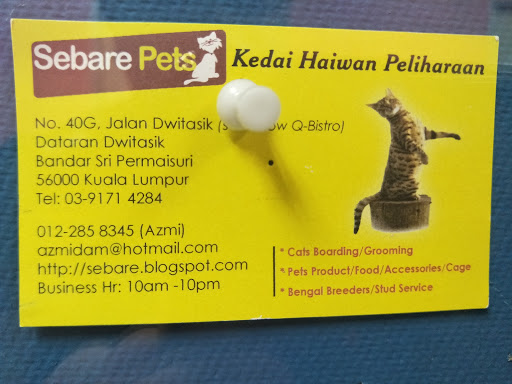 Sebare Pets
Kedai Haiwan Peliharaan
No. 40G, Jalan Dwitasik (s ow Q-Bistro)
Dataran Dwitasik
Bandar Sri Permaisuri
56000 Kuala Lumpur
Tel: 03-9171 4284
012-285 8345 (Azmi)
azmidam@hotmail.com
http://sebare.blogspot.com
Business Hr: 10am -10pm
* Cats Boarding/Grooming
* Pets Product/Food/Accessories/Cage
* Bengal Breeders/Stud Service